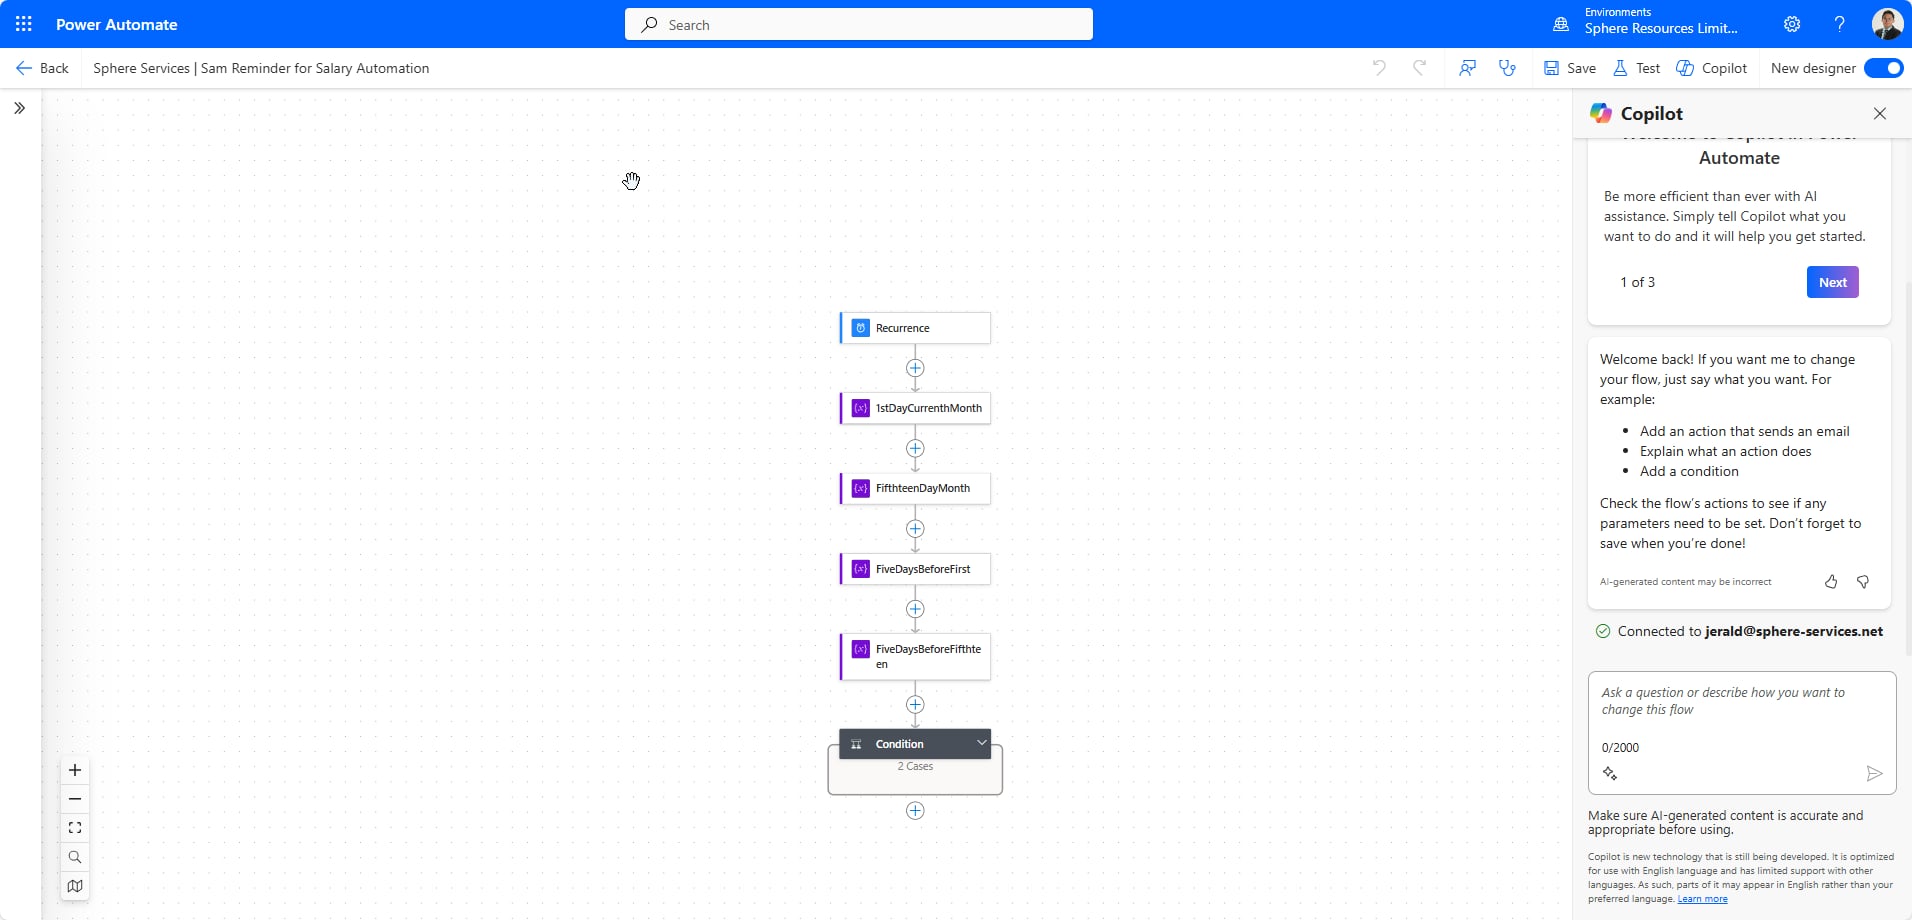 Power Automate
Search
Environments
Sphere Resources Limit...
?
Back
Sphere Services | Sam Reminder for Salary Automation
Save
Test
Copilot
New designer
Copilot
Welcome to Copilot in Power
Automate
Be more efficient than ever with AI
assistance. Simply tell Copilot what you
want to do and it will help you get started.
1 of 3
Next
Recurrence
{x} 1stDayCurrenthMonth
{x} FifthteenDayMonth
{x} FiveDaysBeforeFirst
{x} FiveDaysBeforeFifthte
en
Condition
2 Cases
Welcome back! If you want me to change
your flow, just say what you want. For
example:
• Add an action that sends an email
• Explain what an action does
• Add a condition
Check the flow's actions to see if any
parameters need to be set. Don't forget to
save when you're done!
AI-generated content may be incorrect
Connected to jerald@sphere-services.net
Ask a question or describe how you want to
change this flow
0/2000
Make sure AI-generated content is accurate and
appropriate before using.
Copilot is new technology that is still being developed. It is optimized
for use with English language and has limited support with other
languages. As such, parts of it may appear in English rather than your
preferred language. Learn more